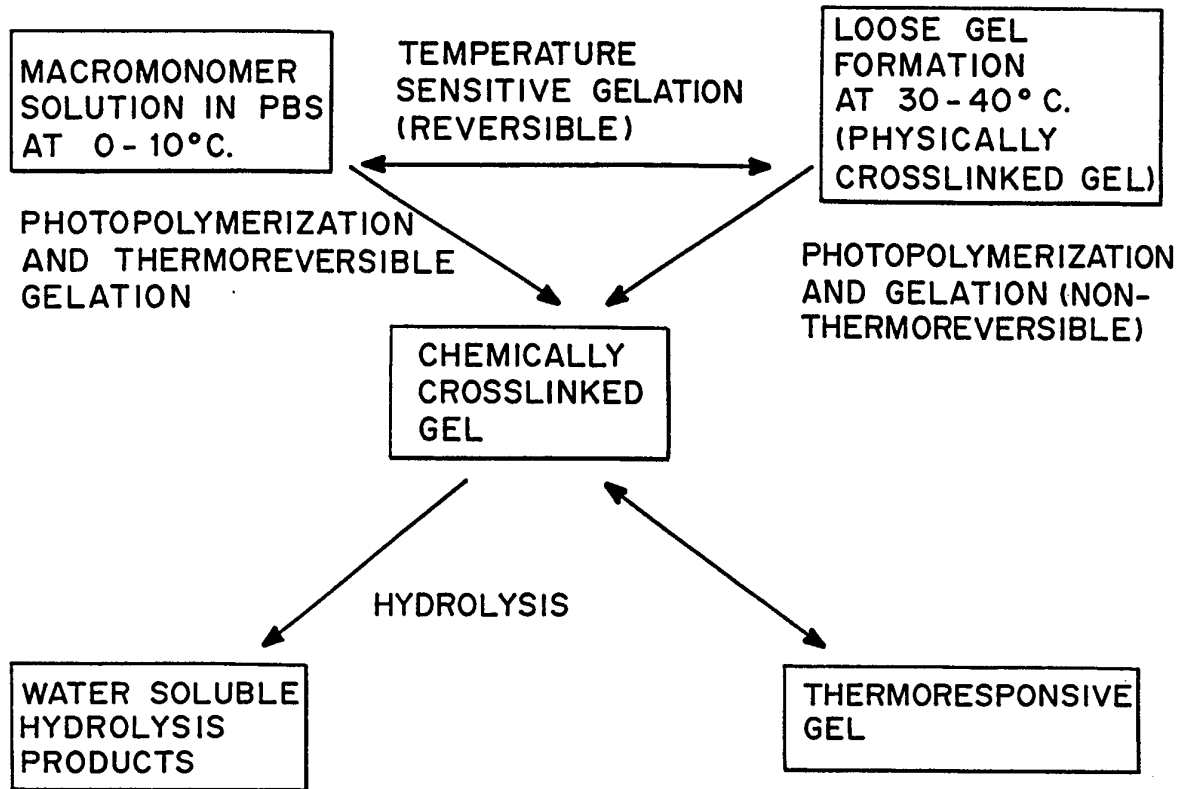 MACROMONOMER
SOLUTION IN PBS
AT 0-10°C.
TEMPERATURE
SENSITIVE GELATION
(REVERSIBLE)
LOOSE GEL
FORMATION
AT 30-40°C.
(PHYSICALLY
CROSSLINKED GEL)
PHOTOPOLYMERIZATION
AND THERMOREVERSIBLE
GELATION
PHOTOPOLYMERIZATION
AND GELATION (NON-
THERMOREVERSIBLE)
CHEMICALLY
CROSSLINKED
GEL
HYDROLYSIS
WATER SOLUBLE
HYDROLYSIS
PRODUCTS
THERMORESPONSIVE
GEL